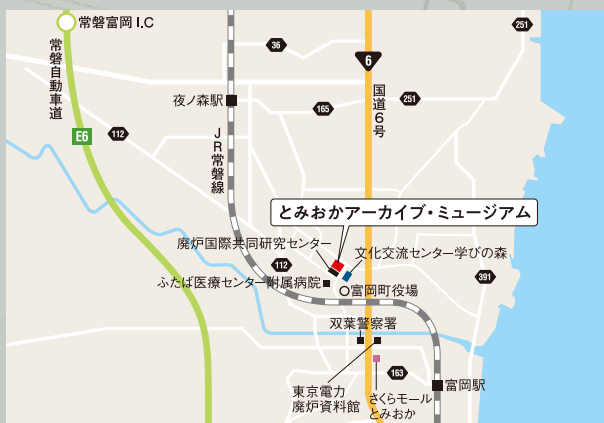 常磐富岡 I.C
常磐自動車道
E6
112
36
251
6
国道6号
251
165
夜ノ森駅
JR常磐線
とみおかアーカイブ・ミュージアム
廃炉国際共同研究センター
文化交流センター学びの森
112
ふたば医療センター附属病院
富岡町役場
391
双葉警察署
東京電力
廃炉資料館
163
さくらモール
とみおか
富岡駅